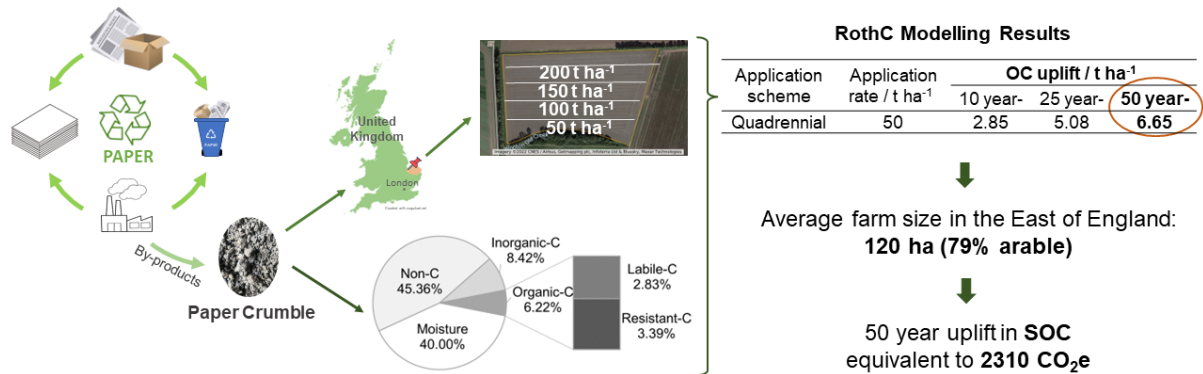 PAPER
PAPER
By-products
Paper Crumble
United
Kingdom
London
200 t ha⁻¹
150 t ha⁻¹
100 t ha⁻¹
50 t ha⁻¹
Non-C
45.36%
Inorganic-C
8.42%
Organic-C
6.22%
Moisture
40.00%
Labile-C
2.83%
Resistant-C
3.39%
RothC Modelling Results
Application scheme Application rate / t ha⁻¹ OC uplift / t ha⁻¹
10 year- 25 year- 50 year-
Quadrennial 50 2.85 5.08 6.65
Average farm size in the East of England:
120 ha (79% arable)
50 year uplift in SOC
equivalent to 2310 CO₂e